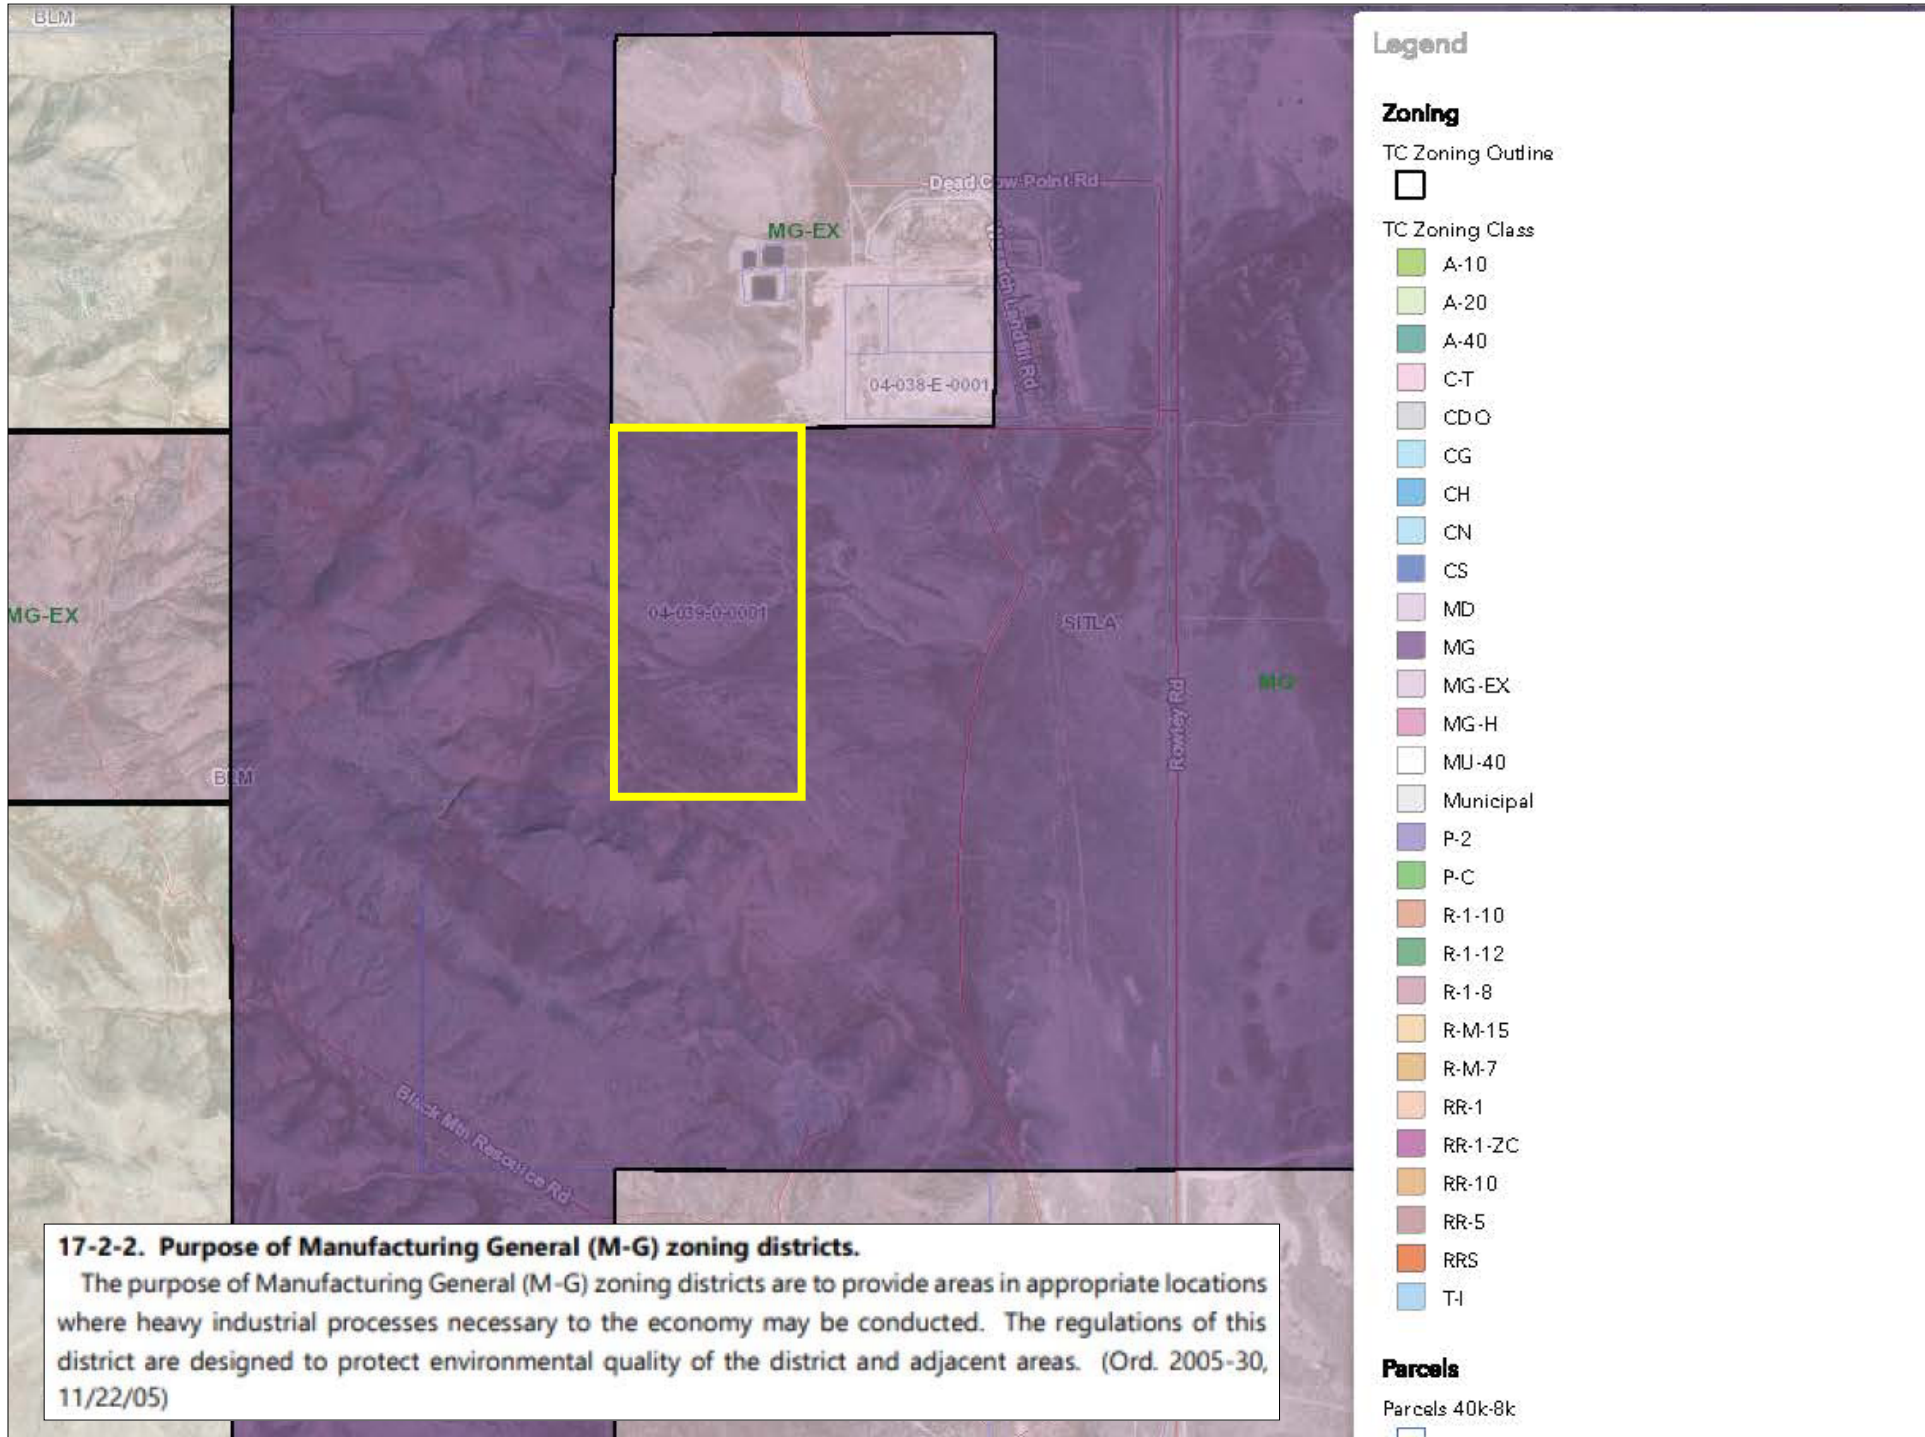 BLM
Legend
Zoning
TC Zoning Outline
TC Zoning Class
A-10
A-20
A-40
C-T
CDO
CG
CH
CN
CS
MD
MG
MG-EX
MG-H
MU-40
Municipal
P-2
P-C
R-1-10
R-1-12
R-1-8
R-M-15
R-M-7
RR-1
RR-1-ZC
RR-10
RR-5
RRS
T-I
Parcels
Parcels 40k-8k
Dead Cow Point Rd
MG-EX
Wasatch Landfill Rd
04-038-E-0001
04-039-0-0001
SITLA
MG-EX
MG
Rowley Rd
BLM
Black Mtn. Resource Rd
17-2-2. Purpose of Manufacturing General (M-G) zoning districts.
The purpose of Manufacturing General (M-G) zoning districts are to provide areas in appropriate locations
where heavy industrial processes necessary to the economy may be conducted. The regulations of this
district are designed to protect environmental quality of the district and adjacent areas. (Ord. 2005-30,
11/22/05)